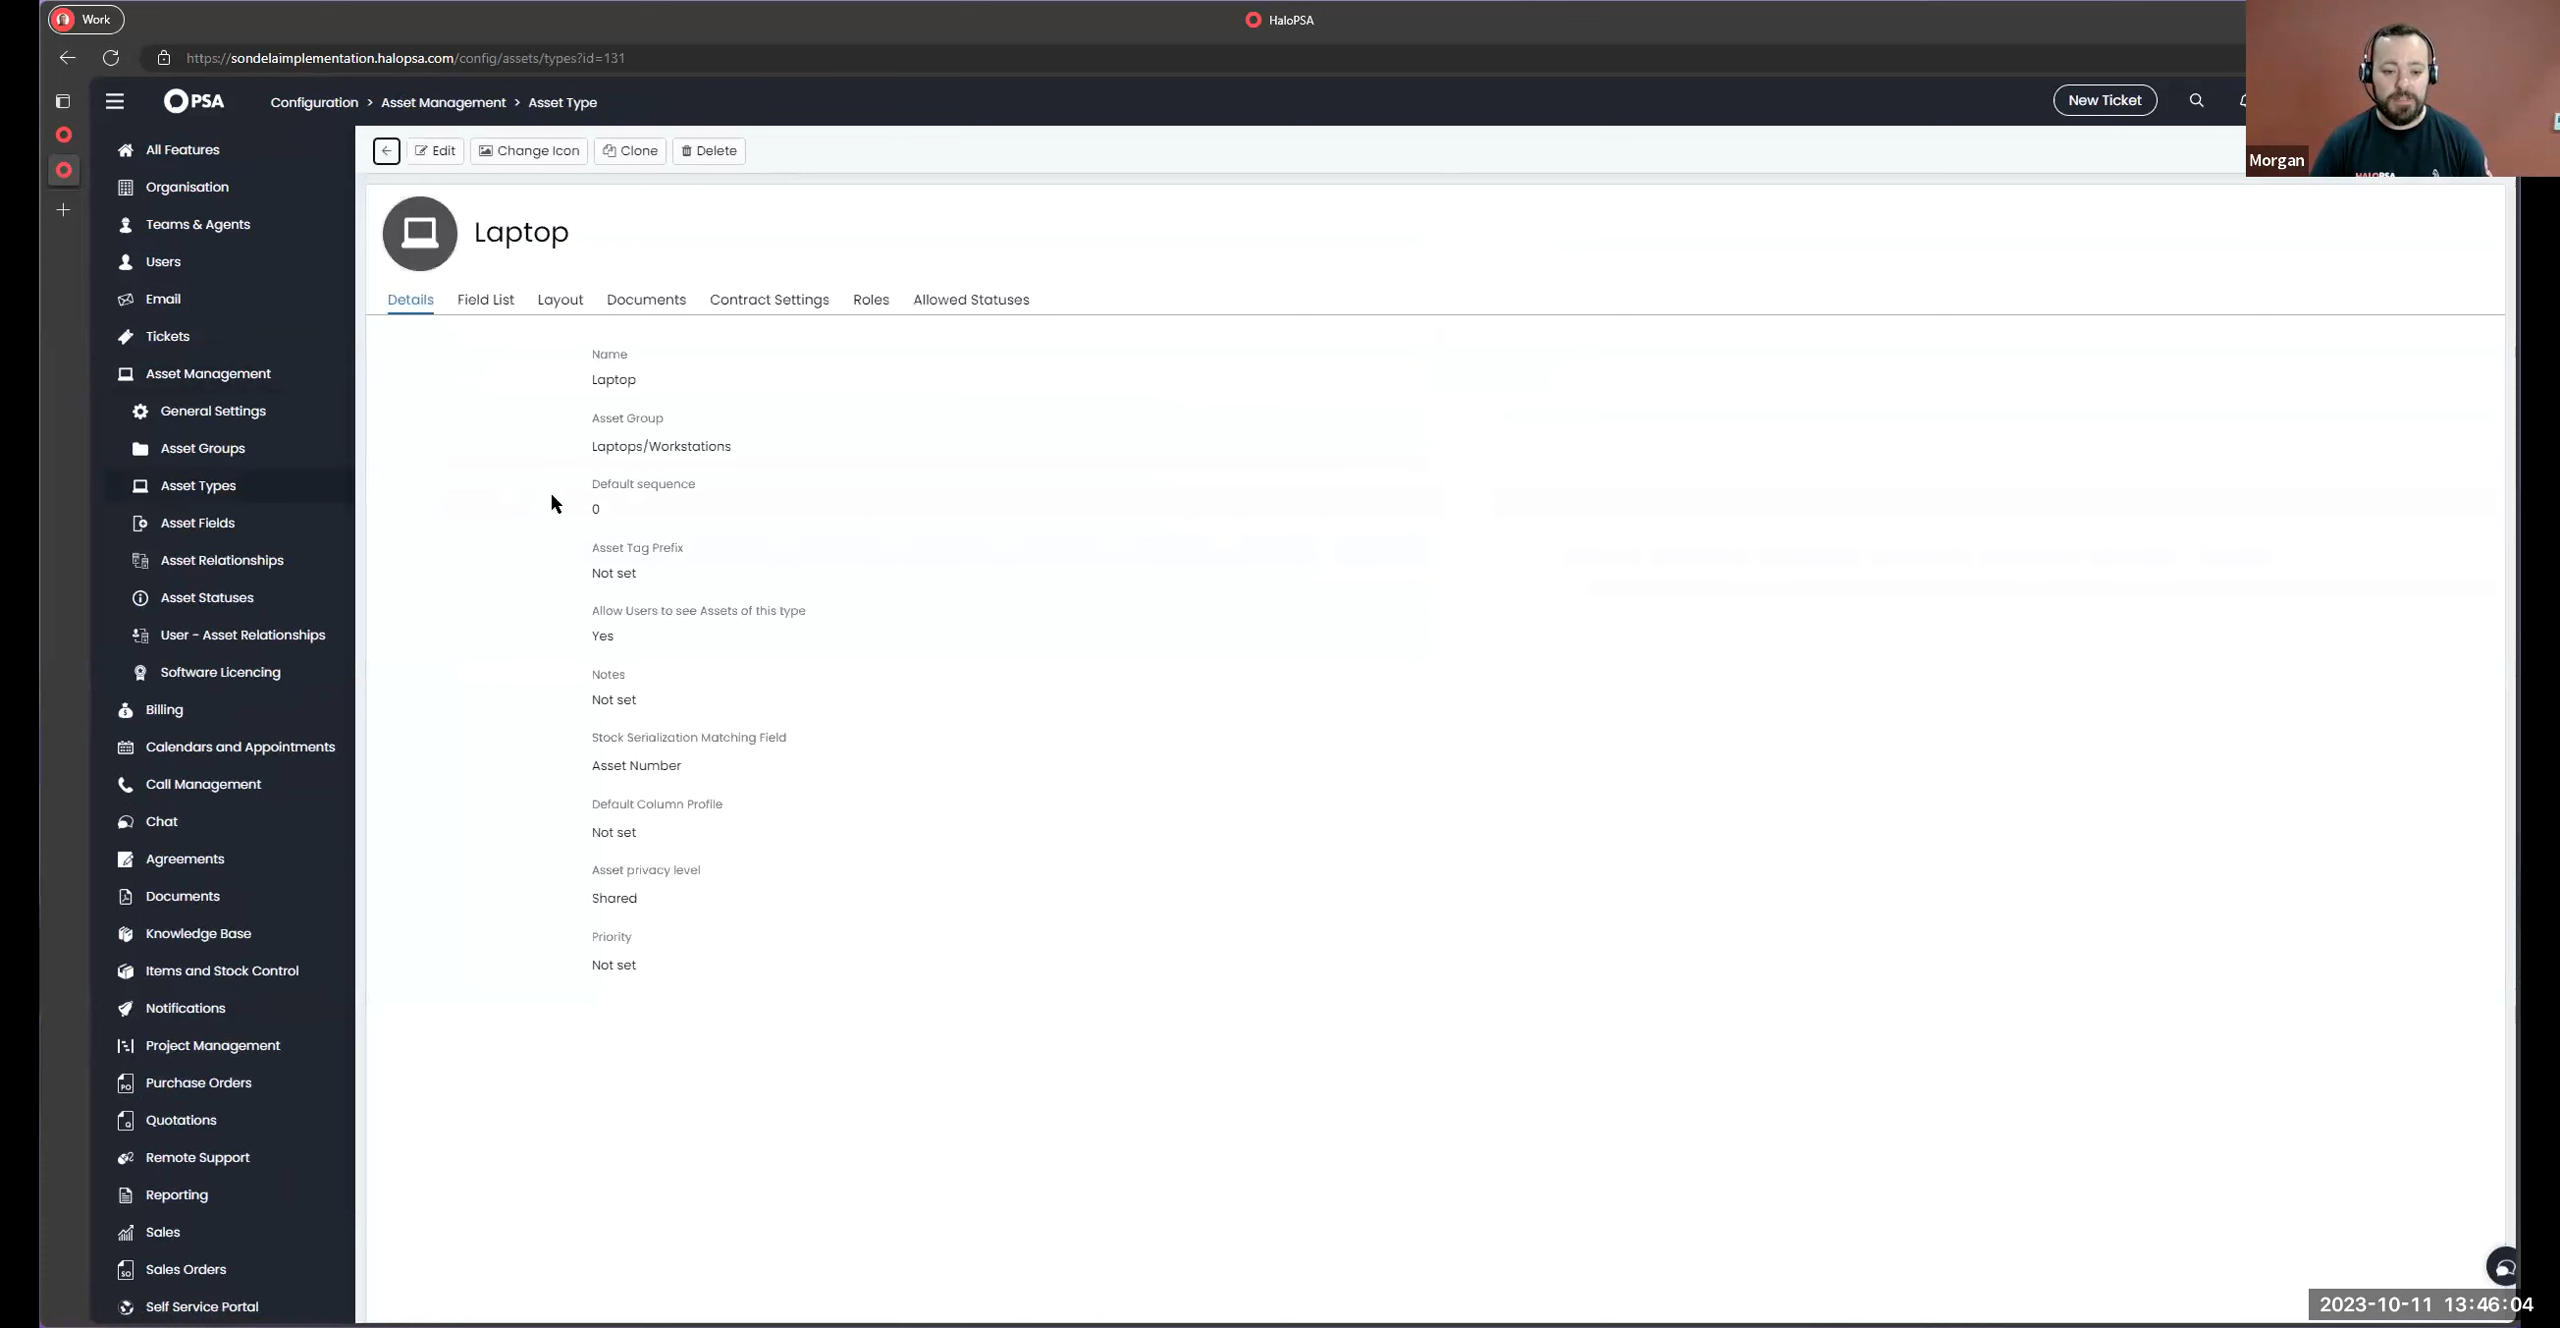 Work
HaloPSA
https://sondelaimplementation.halopsa.com/config/assets/types?id=131
PSA
Configuration > Asset Management > Asset Type
New Ticket
Morgan
HALOPSA
All Features
Organisation
Teams & Agents
Users
Email
Tickets
Asset Management
General Settings
Asset Groups
Asset Types
Asset Fields
Asset Relationships
Asset Statuses
User - Asset Relationships
Software Licencing
Billing
Calendars and Appointments
Call Management
Chat
Agreements
Documents
Knowledge Base
Items and Stock Control
Notifications
Project Management
Purchase Orders
Quotations
Remote Support
Reporting
Sales
Sales Orders
Self Service Portal
Edit
Change Icon
Clone
Delete
Laptop
Details Field List Layout Documents Contract Settings Roles Allowed Statuses
Name
Laptop
Asset Group
Laptops/Workstations
Default sequence
0
Asset Tag Prefix
Not set
Allow Users to see Assets of this type
Yes
Notes
Not set
Stock Serialization Matching Field
Asset Number
Default Column Profile
Not set
Asset privacy level
Shared
Priority
Not set
2023-10-11 13:46:04